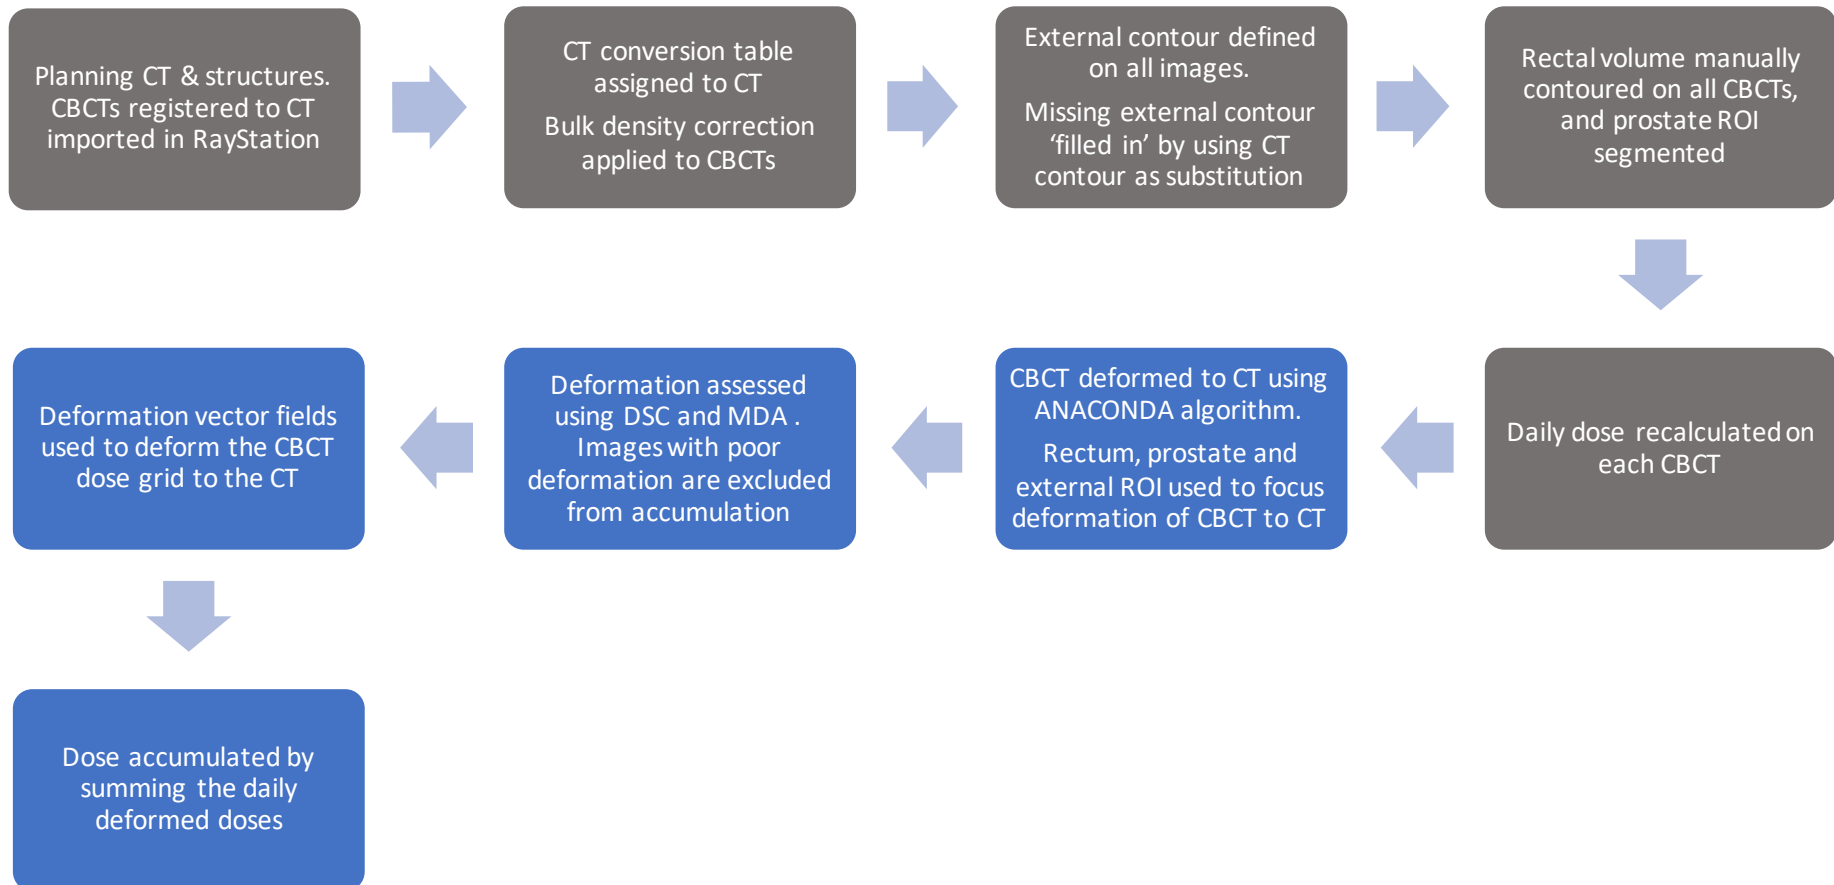 Planning CT & structures.
CBCTs registered to CT
imported in RayStation
CT conversion table
assigned to CT
Bulk density correction
applied to CBCTs
External contour defined
on all images.
Missing external contour
‘filled in’ by using CT
contour as substitution
Rectal volume manually
contoured on all CBCTs,
and prostate ROI
segmented
Daily dose recalculated on
each CBCT
CBCT deformed to CT using
ANACONDA algorithm.
Rectum, prostate and
external ROI used to focus
deformation of CBCT to CT
Deformation assessed
using DSC and MDA .
Images with poor
deformation are excluded
from accumulation
Deformation vector fields
used to deform the CBCT
dose grid to the CT
Dose accumulated by
summing the daily
deformed doses